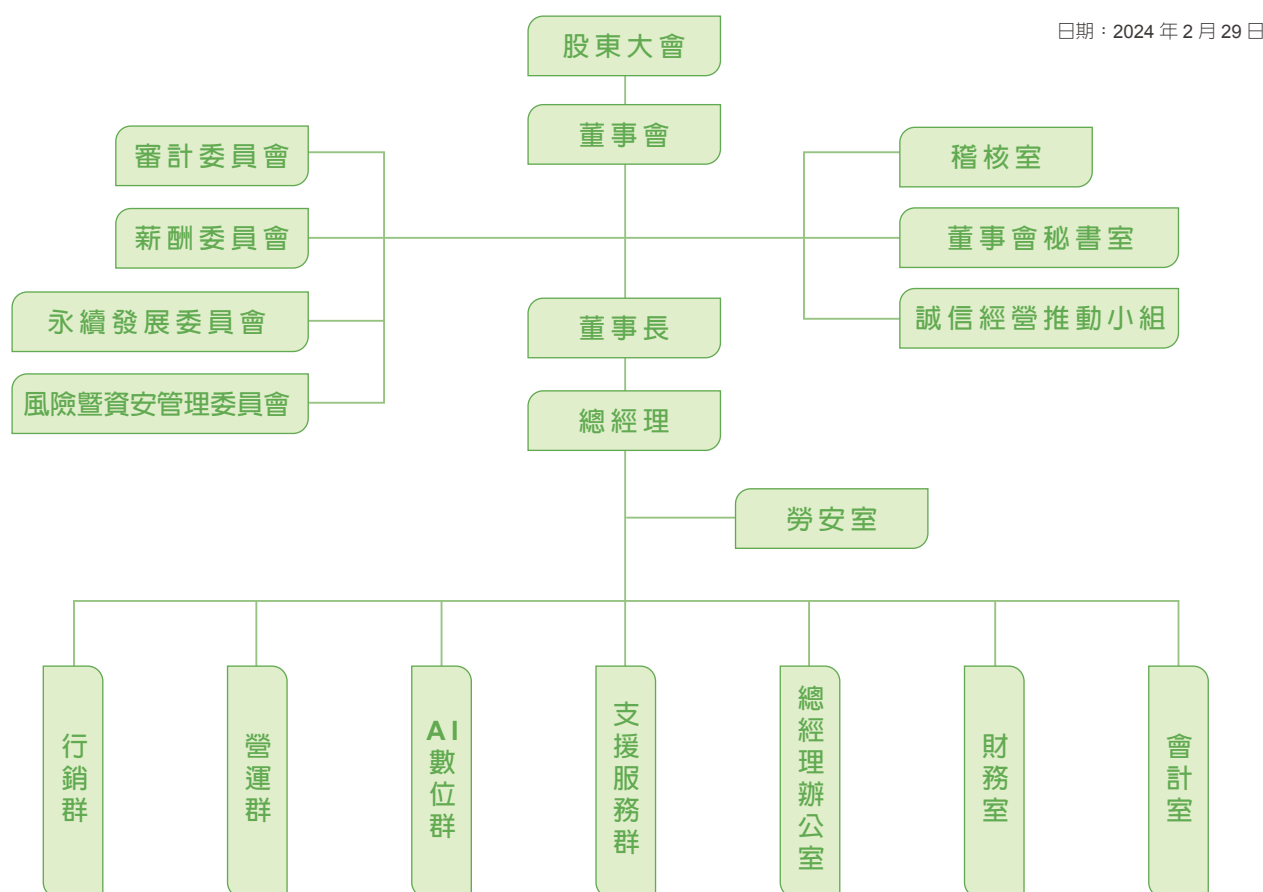 日期：2024 年 2 月 29 日
股東大會
董事會
審計委員會
稽核室
薪酬委員會
董事會秘書室
永續發展委員會
董事長
誠信經營推動小組
風險暨資安管理委員會
總經理
勞安室
行銷群
營運群
AI數位群
支援服務群
總經理辦公室
財務室
會計室